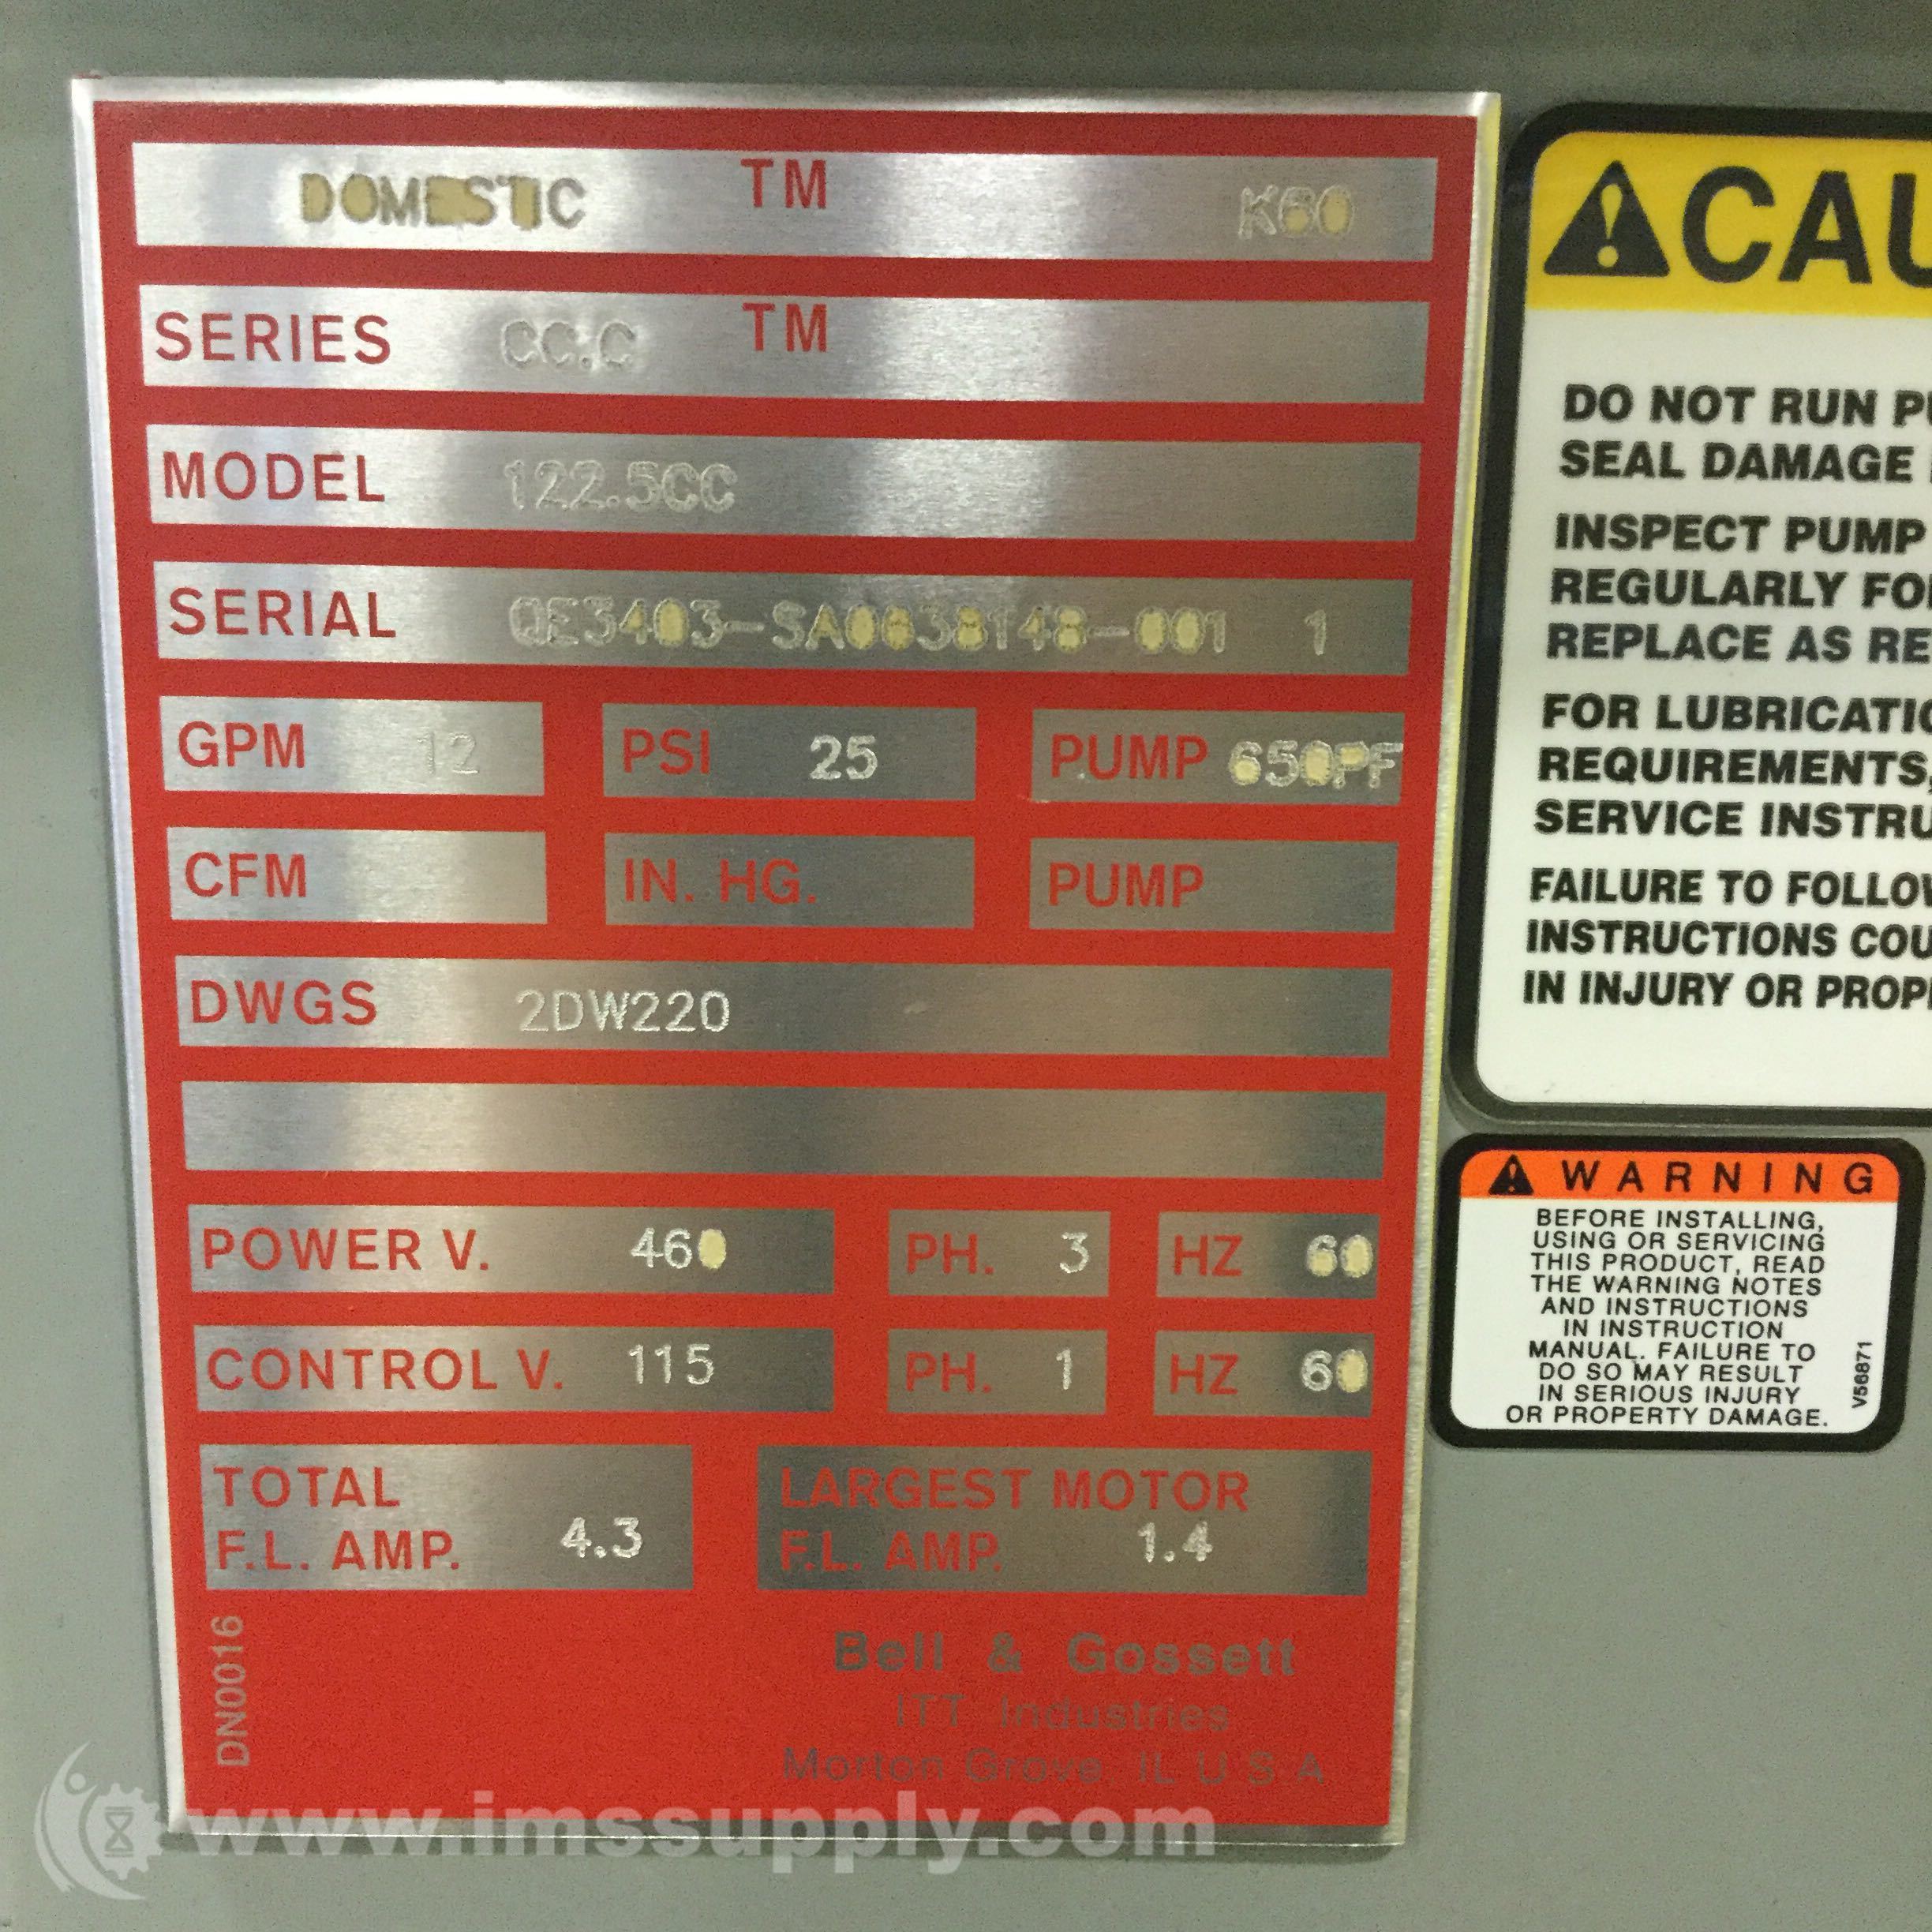 DOMESTIC TM K60
SERIES CC.C TM
MODEL 122.5CC
SERIAL QE3403-SA0038148-001 1
GPM 12 PSI 25 PUMP 650PF
CFM IN. HG. PUMP
DWGS 2DW220
POWER V. 460 PH. 3 HZ 60
CONTROL V. 115 PH. 1 HZ 60
TOTAL
F.L. AMP. 4.3
LARGEST MOTOR
F.L. AMP. 1.4
DN0016
Bell & Gossett
ITT Industries
Morton Grove IL U S A
CAU
DO NOT RUN P
SEAL DAMAGE
INSPECT PUMP
REGULARLY FO
REPLACE AS RE
FOR LUBRICATIO
REQUIREMENTS,
SERVICE INSTRU
FAILURE TO FOLLOW
INSTRUCTIONS COU
IN INJURY OR PROP
WARNING
BEFORE INSTALLING,
USING OR SERVICING
THIS PRODUCT, READ
THE WARNING NOTES
AND INSTRUCTIONS
IN INSTRUCTION
MANUAL. FAILURE TO
DO SO MAY RESULT
IN SERIOUS INJURY
OR PROPERTY DAMAGE.
V56871
www.imssupply.com